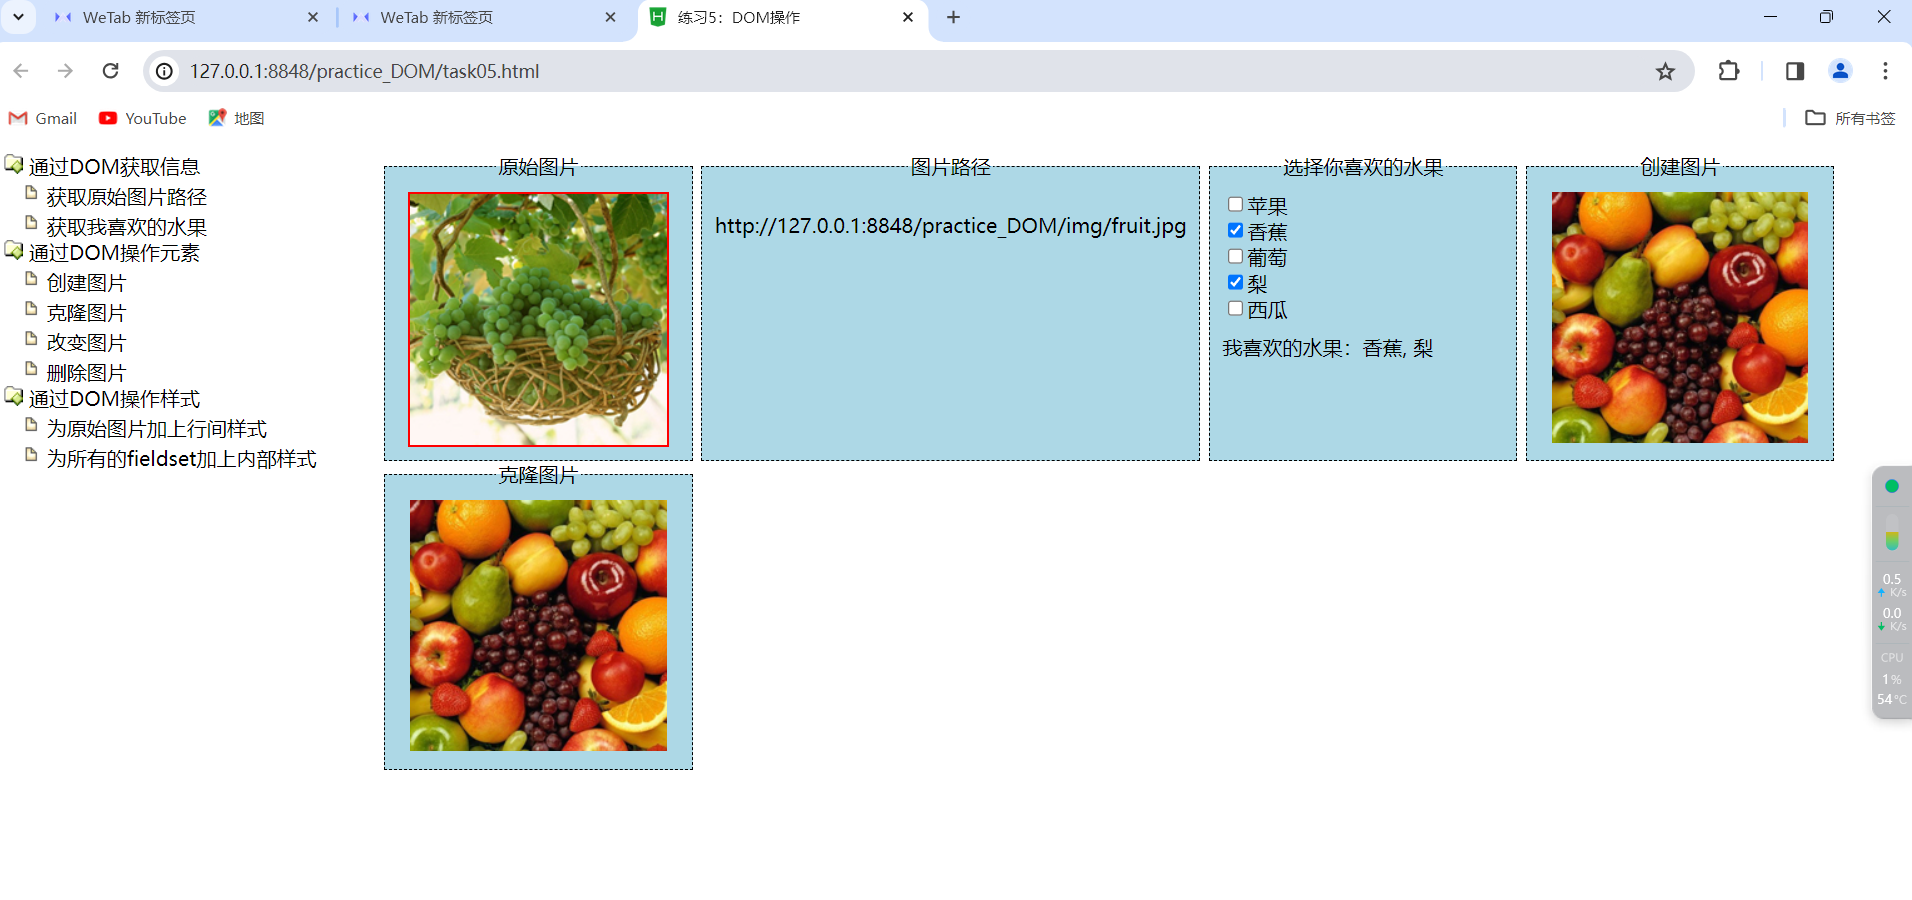 WeTab 新标签页
WeTab 新标签页
练习5：DOM操作
127.0.0.1:8848/practice_DOM/task05.html
Gmail
YouTube
地图
所有书签
通过DOM获取信息
获取原始图片路径
获取我喜欢的水果
通过DOM操作元素
创建图片
克隆图片
改变图片
删除图片
通过DOM操作样式
为原始图片加上行间样式
为所有的fieldset加上内部样式
原始图片
图片路径
http://127.0.0.1:8848/practice_DOM/img/fruit.jpg
选择你喜欢的水果
苹果
香蕉
葡萄
梨
西瓜
我喜欢的水果：香蕉, 梨
创建图片
克隆图片
0.5
K/s
0.0
K/s
CPU
1%
54°C